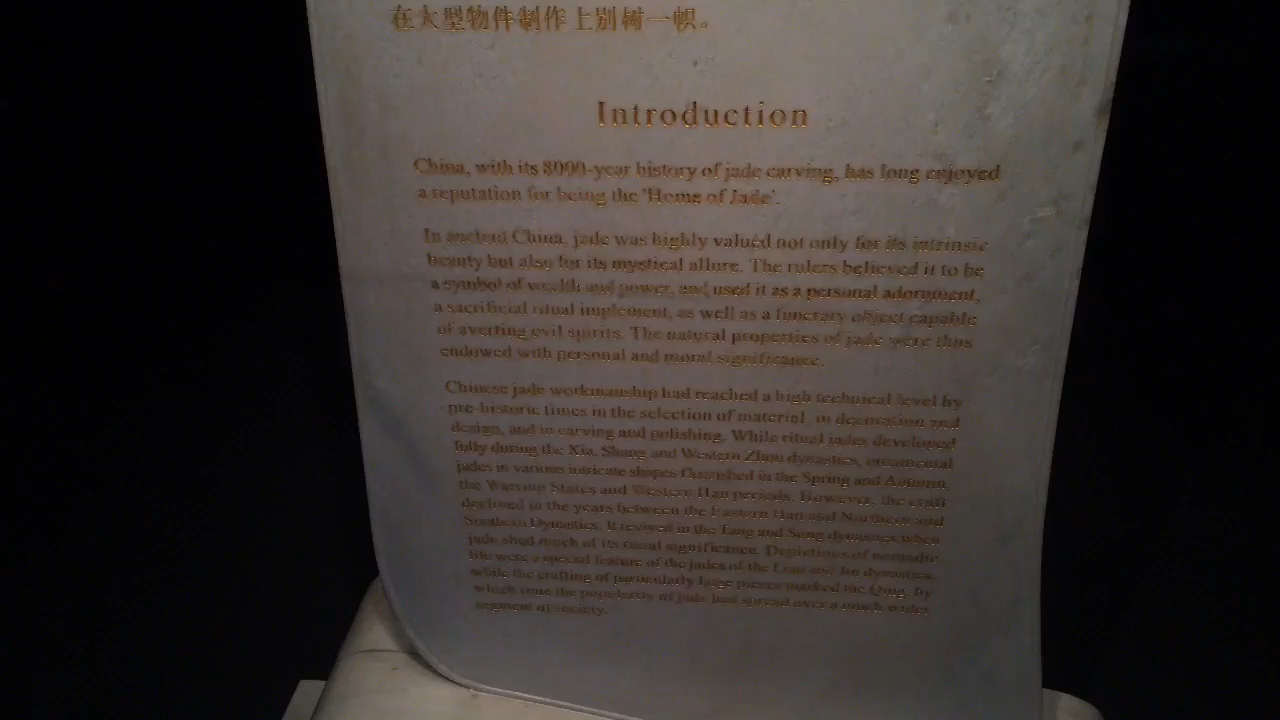 在大型物件制作上别树一帜。
Introduction
China, with its 8000-year history of jade carving, has long enjoyed
a reputation for being the 'Home of Jade'.
In ancient China, jade was highly valued not only for its intrinsic
beauty but also for its mystical allure. The rulers believed it to be
a symbol of wealth and power, and used it as a personal adornment,
a sacrificial ritual implement, as well as a funerary object capable
of averting evil spirits. The natural properties of jade were thus
endowed with personal and moral significance.
Chinese jade workmanship had reached a high technical level by
pre-historic times in the selection of material, in decoration and
design, and in carving and polishing. While ritual jades developed
fully during the Xia, Shang and Western Zhou dynasties, ornamental
jades in various intricate shapes flourished in the Spring and Autumn,
the Warring States and Western Han periods. However, the craft
declined in the years between the Eastern Han and Northern and
Southern Dynasties. It revived in the Tang and Song dynasties when
jade shed much of its ritual significance. Depictions of nomadic
life were a special feature of the jades of the Liao and Jin dynasties,
while the crafting of particularly large pieces marked the Qing, by
which time the popularity of jade had spread over a much wider
segment of society.